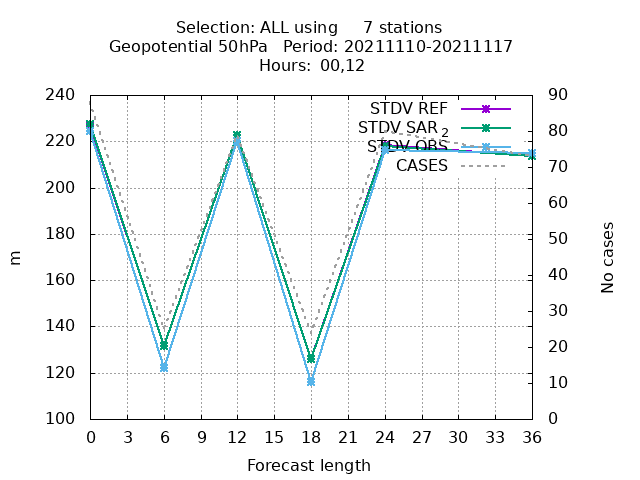 Selection: ALL using     7 stations
Geopotential 50hPa   Period: 20211110-20211117
Hours: 00,12
240
220
200
180
160
140
120
100
90
80
70
60
50
40
30
20
10
0
STDV REF
STDV SAR 2
STDV OBS
CASES
m
No cases
0 3 6 9 12 15 18 21 24 27 30 33 36
Forecast length